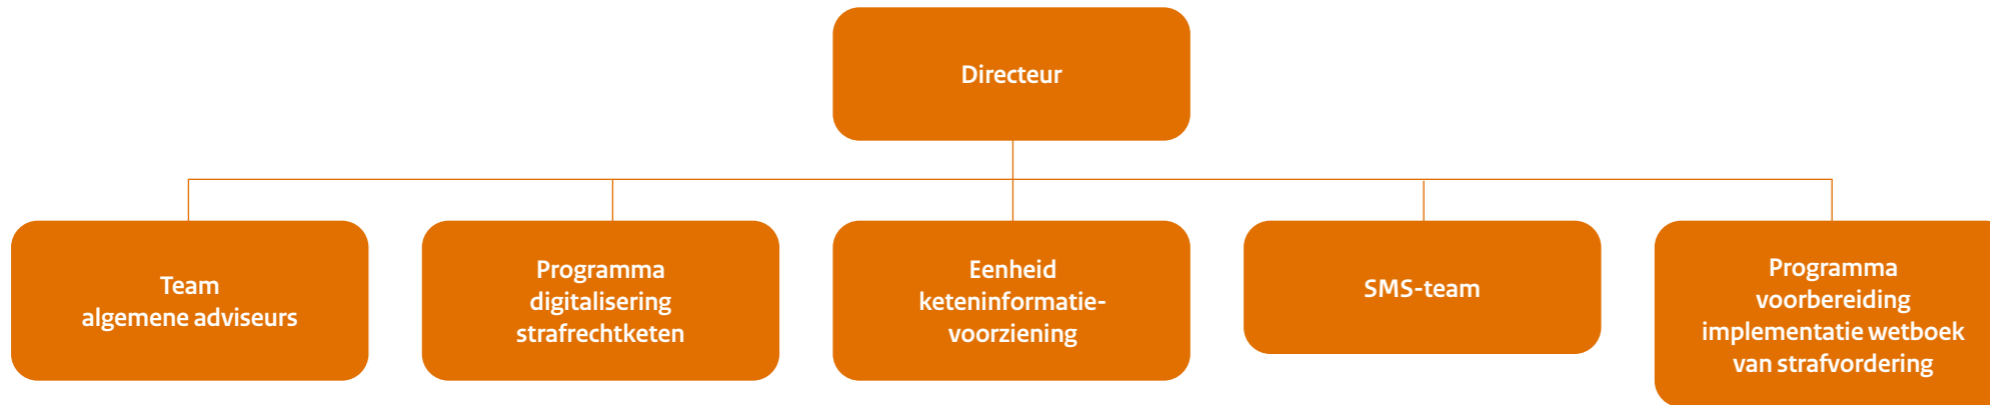 Directeur
Team
algemene adviseurs
Programma
digitalisering
strafrechtketen
Eenheid
keteninformatie-
voorziening
SMS-team
Programma
voorbereiding
implementatie wetboek
van strafvordering